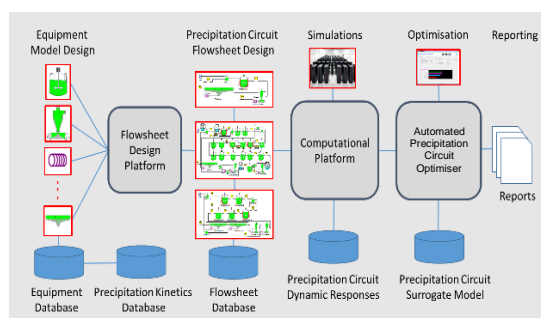 Equipment
Model Design
Precipitation Circuit
Flowsheet Design
Simulations
Optimisation
Reporting
Flowsheet
Design
Platform
Computational
Platform
Automated
Precipitation
Circuit
Optimiser
Reports
Equipment
Database
Precipitation Kinetics
Database
Flowsheet
Database
Precipitation Circuit
Dynamic Responses
Precipitation Circuit
Surrogate Model